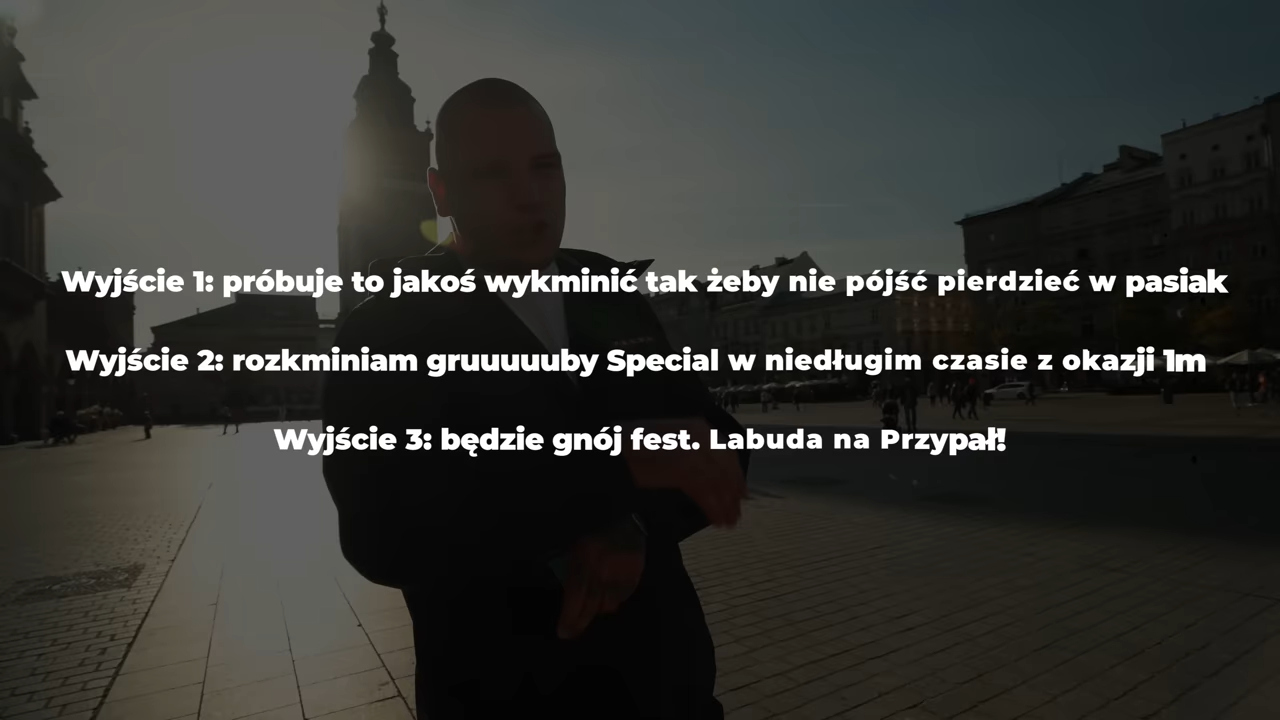 Wyjście 1: próbuje to jakoś wykminić tak żeby nie pójść pierdzieć w pasiak
Wyjście 2: rozkminiam gruuuuuby Special w niedługim czasie z okazji 1m
Wyjście 3: będzie gnój fest. Labuda na Przypał!